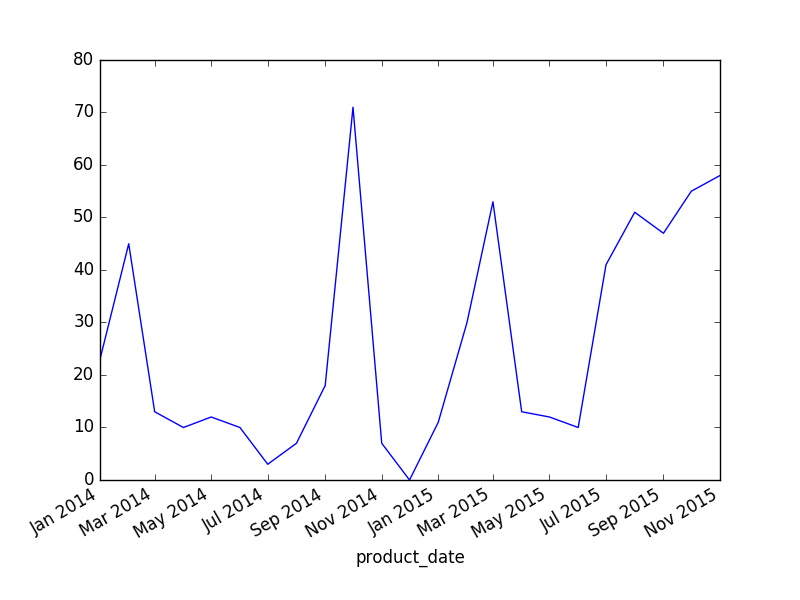 80
70
60
50
40
30
20
10
0
Jan 2014
Mar 2014
May 2014
Jul 2014
Sep 2014
Nov 2014
Jan 2015
Mar 2015
May 2015
Jul 2015
Sep 2015
Nov 2015
product_date